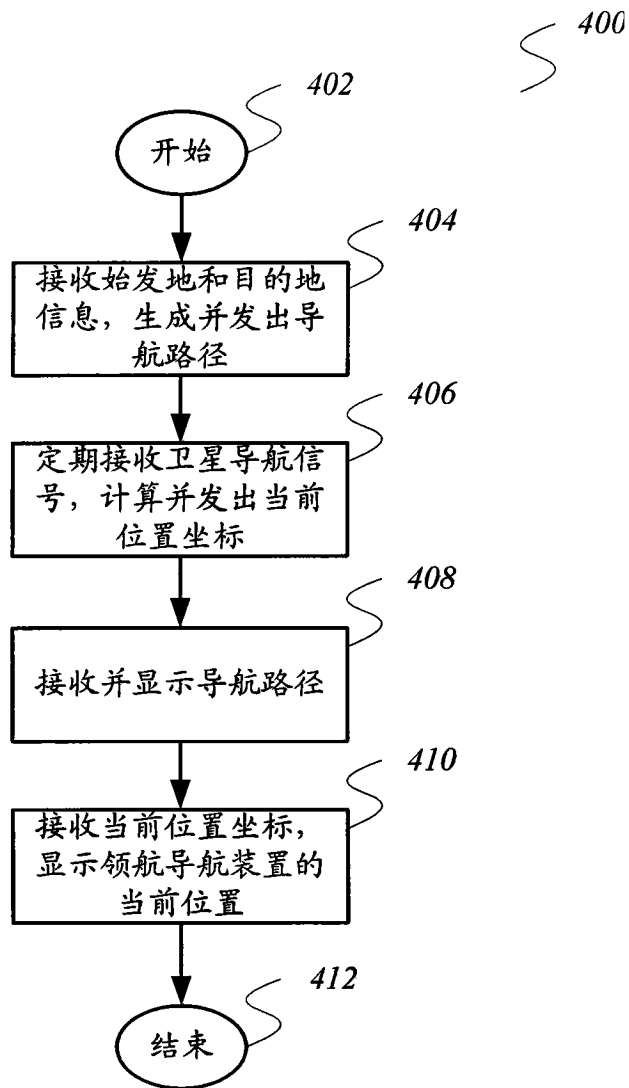 400
402
开始
404
接收始发地和目的地
信息，生成并发出导
航路径
406
定期接收卫星导航信
号，计算并发出当前
位置坐标
408
接收并显示导航路径
410
接收当前位置坐标，
显示领航导航装置的
当前位置
412
结束